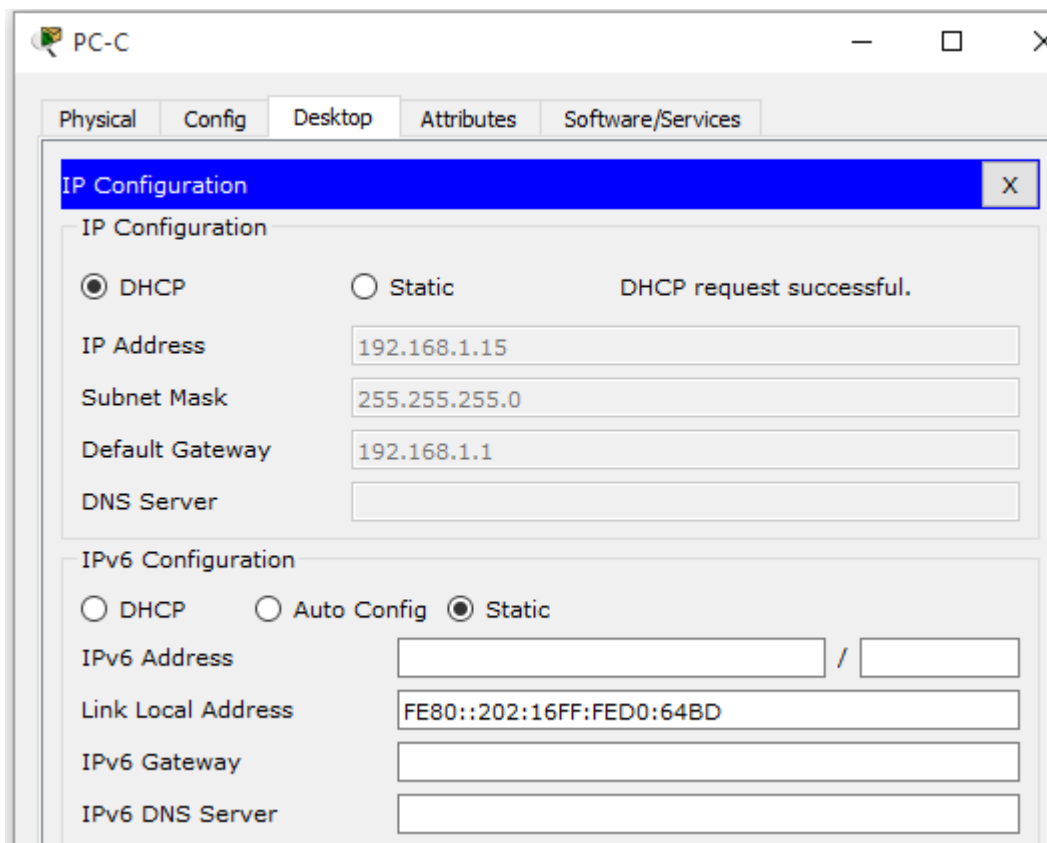 PC-C
Physical Config Desktop Attributes Software/Services
IP Configuration X
IP Configuration
DHCP Static DHCP request successful.
IP Address 192.168.1.15
Subnet Mask 255.255.255.0
Default Gateway 192.168.1.1
DNS Server
IPv6 Configuration
DHCP Auto Config Static
IPv6 Address /
Link Local Address FE80::202:16FF:FED0:64BD
IPv6 Gateway
IPv6 DNS Server